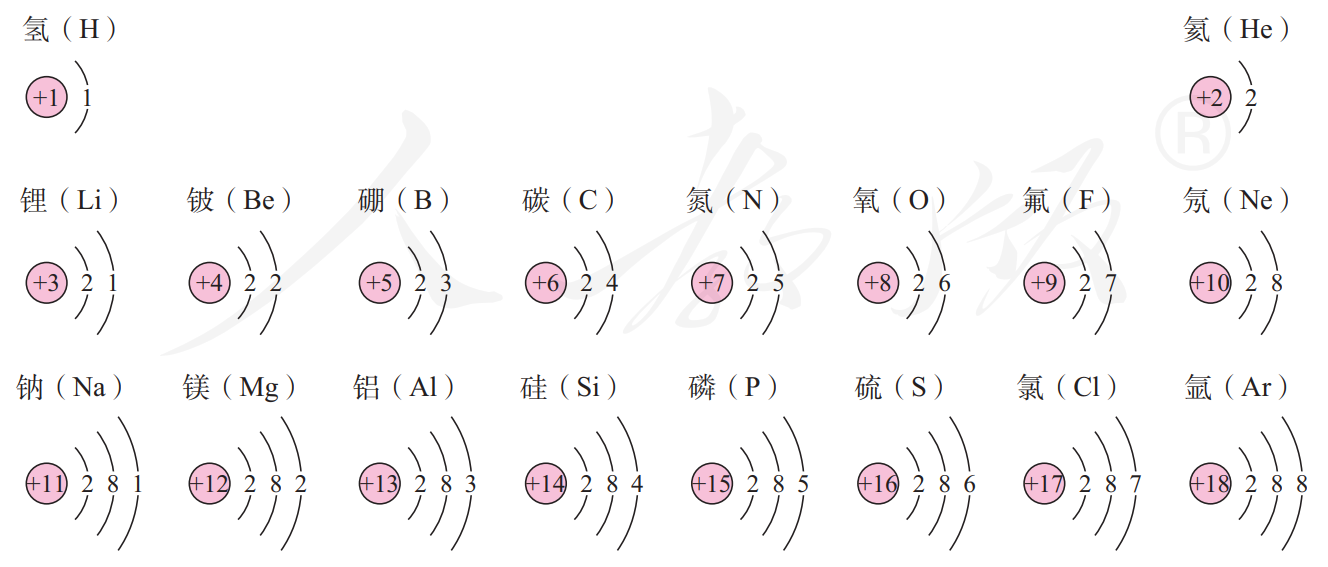 氢（H） 氦（He）
+1 1 +2 2
锂（Li） 铍（Be） 硼（B） 碳（C） 氮（N） 氧（O） 氟（F） 氖（Ne）
+3 2 1 +4 2 2 +5 2 3 +6 2 4 +7 2 5 +8 2 6 +9 2 7 +10 2 8
钠（Na） 镁（Mg） 铝（Al） 硅（Si） 磷（P） 硫（S） 氯（Cl） 氩（Ar）
+11 2 8 1 +12 2 8 2 +13 2 8 3 +14 2 8 4 +15 2 8 5 +16 2 8 6 +17 2 8 7 +18 2 8 8
人教版®